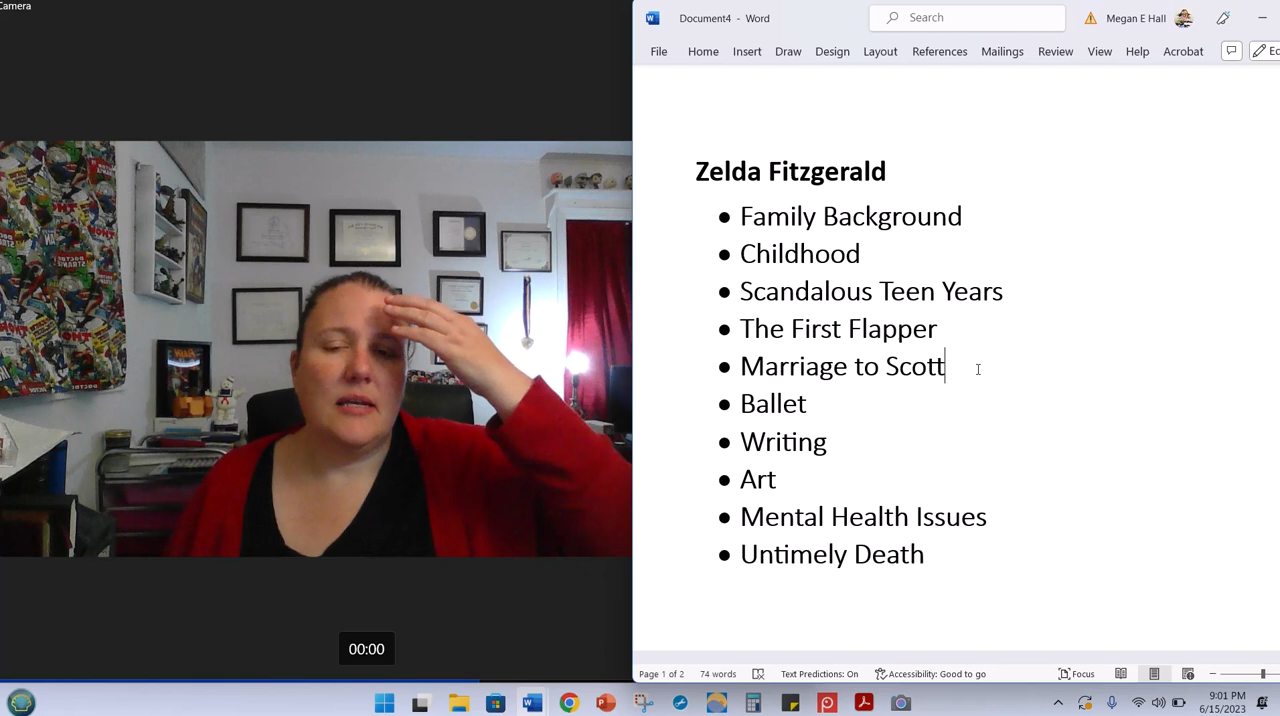 Camera
Document4 - Word
Search
Megan E Hall
File Home Insert Draw Design Layout References Mailings Review View Help Acrobat
Zelda Fitzgerald
• Family Background
• Childhood
• Scandalous Teen Years
• The First Flapper
• Marriage to Scott
• Ballet
• Writing
• Art
• Mental Health Issues
• Untimely Death
00:00
Page 1 of 2 74 words Text Predictions: On Accessibility: Good to go Focus
9:01 PM
6/15/2023